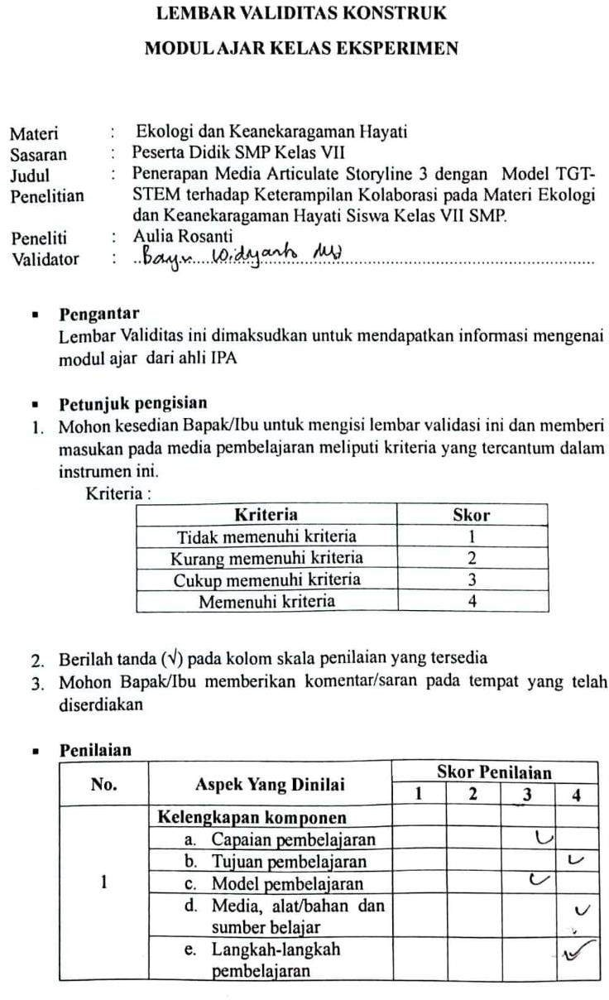 LEMBAR VALIDITAS KONSTRUK
MODUL AJAR KELAS EKSPERIMEN
Materi : Ekologi dan Keanekaragaman Hayati
Sasaran : Peserta Didik SMP Kelas VII
Judul : Penerapan Media Articulate Storyline 3 dengan Model TGT-
Penelitian STEM terhadap Keterampilan Kolaborasi pada Materi Ekologi
dan Keanekaragaman Hayati Siswa Kelas VII SMP.
Peneliti : Aulia Rosanti
Validator :
▪ Pengantar
Lembar Validitas ini dimaksudkan untuk mendapatkan informasi mengenai
modul ajar dari ahli IPA
▪ Petunjuk pengisian
1. Mohon kesedian Bapak/Ibu untuk mengisi lembar validasi ini dan memberi
masukan pada media pembelajaran meliputi kriteria yang tercantum dalam
instrumen ini.
Kriteria :
Kriteria Skor
Tidak memenuhi kriteria 1
Kurang memenuhi kriteria 2
Cukup memenuhi kriteria 3
Memenuhi kriteria 4
2. Berilah tanda (√) pada kolom skala penilaian yang tersedia
3. Mohon Bapak/Ibu memberikan komentar/saran pada tempat yang telah
diserdiakan
▪ Penilaian
No. Aspek Yang Dinilai Skor Penilaian
1 2 3 4
Kelengkapan komponen
a. Capaian pembelajaran √
b. Tujuan pembelajaran √
1 c. Model pembelajaran √
d. Media, alat/bahan dan √
sumber belajar
e. Langkah-langkah √
pembelajaran